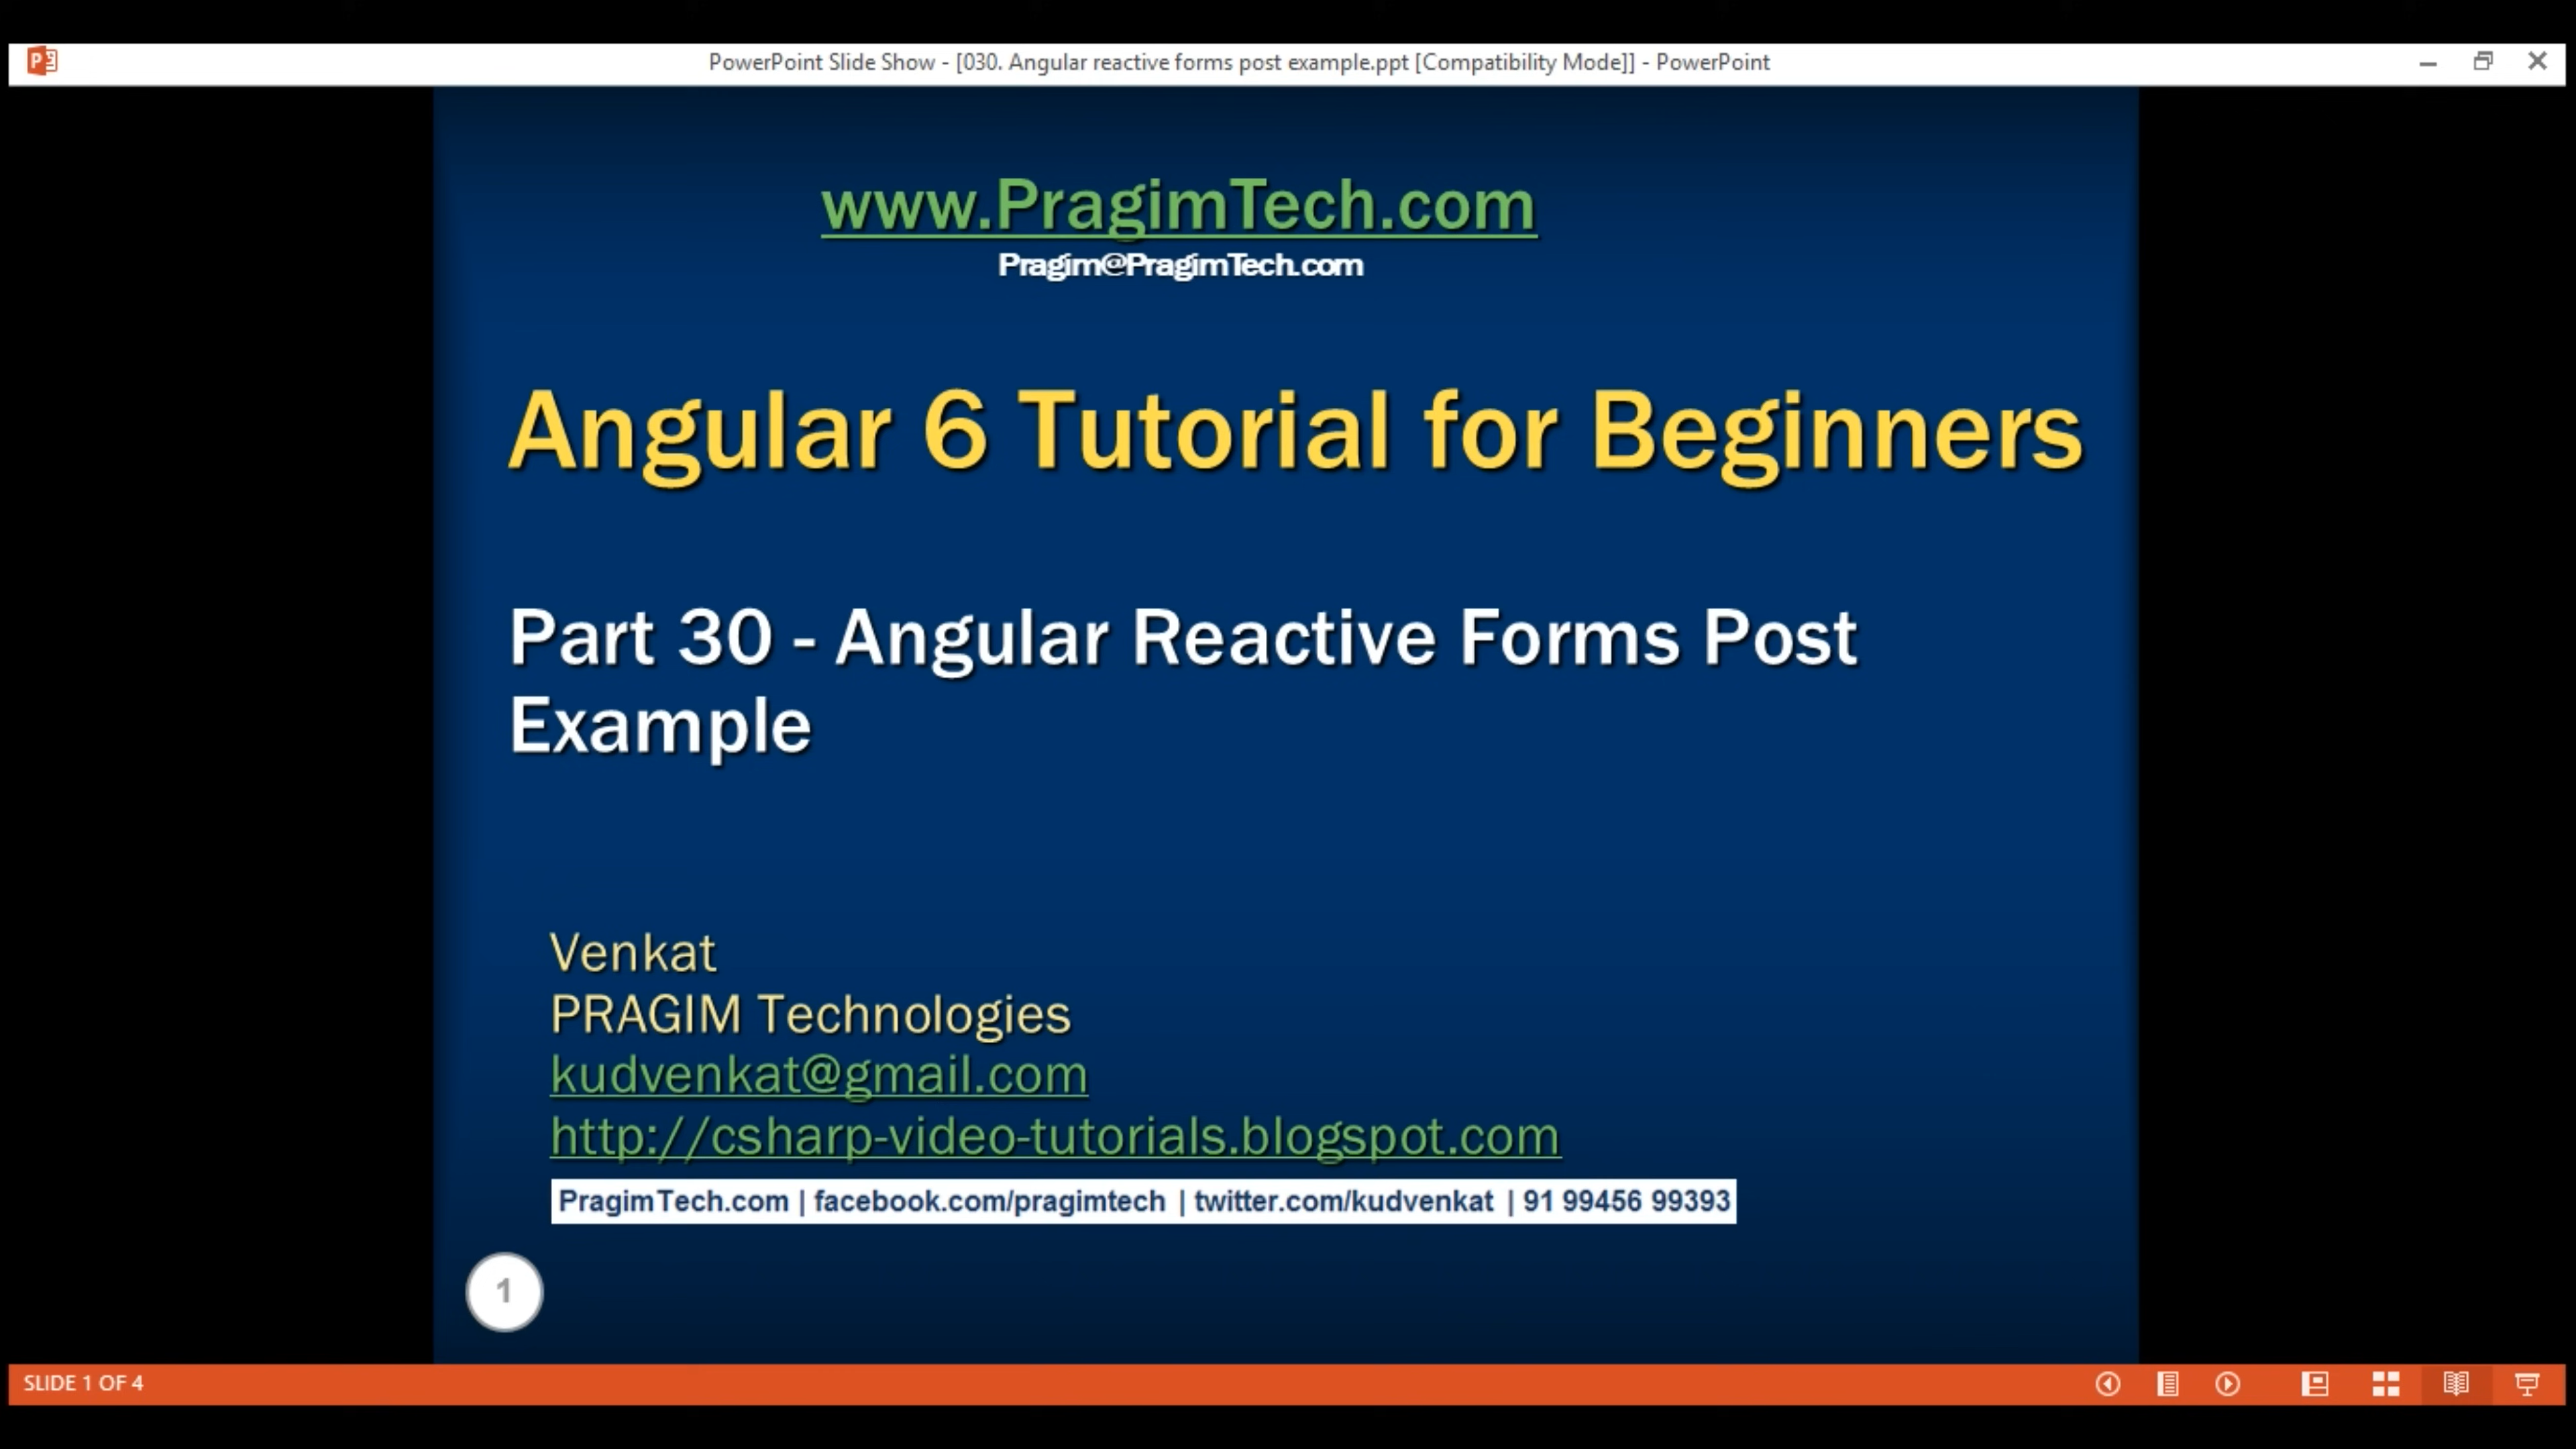 PowerPoint Slide Show - [030. Angular reactive forms post example.ppt [Compatibility Mode]] - PowerPoint
www.PragimTech.com
Pragim@PragimTech.com
Angular 6 Tutorial for Beginners
Part 30 - Angular Reactive Forms Post
Example
Venkat
PRAGIM Technologies
kudvenkat@gmail.com
http://csharp-video-tutorials.blogspot.com
PragimTech.com | facebook.com/pragimtech | twitter.com/kudvenkat | 91 99456 99393
1
SLIDE 1 OF 4